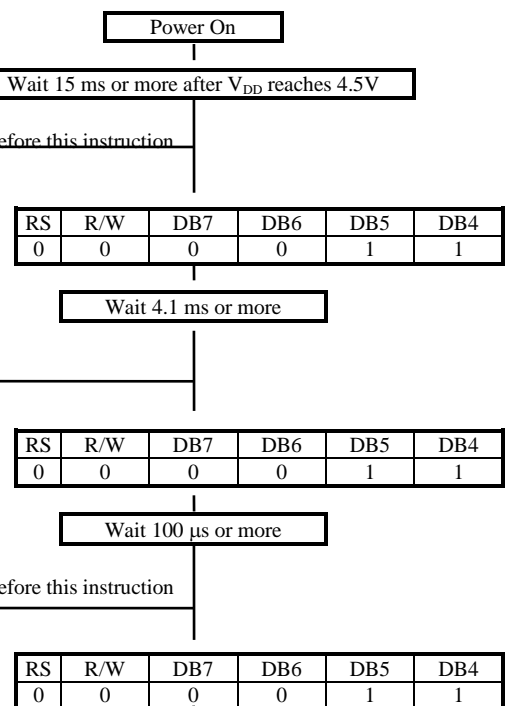 Power On
Wait 15 ms or more after VDD reaches 4.5V
before this instruction
RS R/W DB7 DB6 DB5 DB4
0 0 0 0 1 1
Wait 4.1 ms or more
RS R/W DB7 DB6 DB5 DB4
0 0 0 0 1 1
Wait 100 μs or more
before this instruction
RS R/W DB7 DB6 DB5 DB4
0 0 0 0 1 1